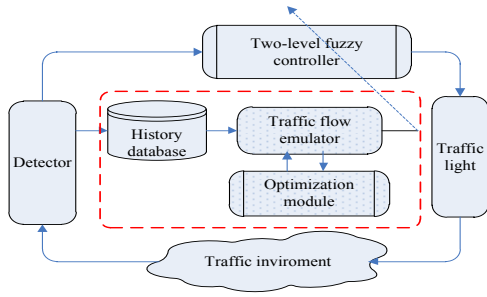 Two-level fuzzy
controller
Detector
History
database
Traffic flow
emulator
Optimization
module
Traffic
light
Traffic inviroment